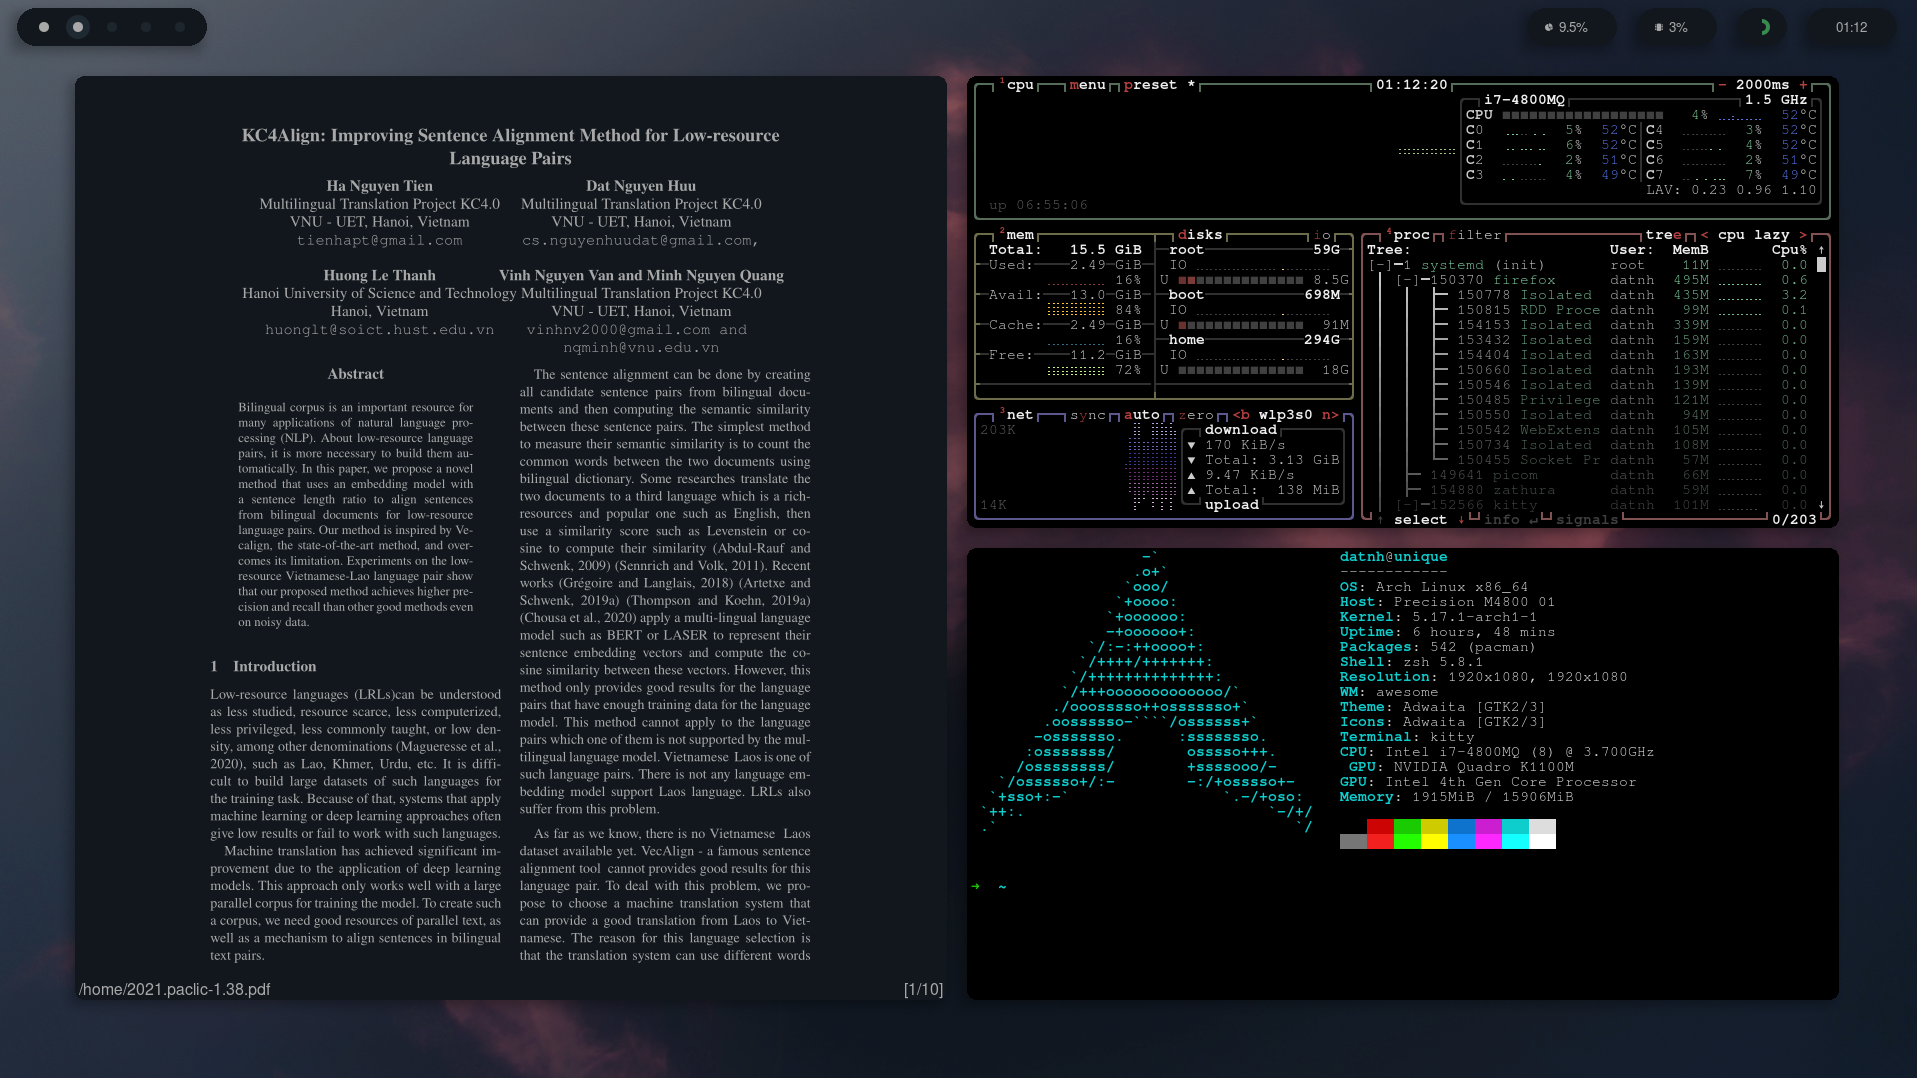 9.5%
3%
01:12
KC4Align: Improving Sentence Alignment Method for Low-resource
Language Pairs
Ha Nguyen Tien
Multilingual Translation Project KC4.0
VNU - UET, Hanoi, Vietnam
tienhapt@gmail.com
Dat Nguyen Huu
Multilingual Translation Project KC4.0
VNU - UET, Hanoi, Vietnam
cs.nguyenhuudat@gmail.com,
Huong Le Thanh
Hanoi University of Science and Technology
Hanoi, Vietnam
huonglt@soict.hust.edu.vn
Vinh Nguyen Van and Minh Nguyen Quang
Multilingual Translation Project KC4.0
VNU - UET, Hanoi, Vietnam
vinhnv2000@gmail.com and
nqminh@vnu.edu.vn
Abstract
Bilingual corpus is an important resource for
many applications of natural language pro-
cessing (NLP). About low-resource language
pairs, it is more necessary to build them au-
tomatically. In this paper, we propose a novel
method that uses an embedding model with
a sentence length ratio to align sentences
from bilingual documents for low-resource
language pairs. Our method is inspired by Ve-
calign, the state-of-the-art method, and over-
comes its limitation. Experiments on the low-
resource Vietnamese-Lao language pair show
that our proposed method achieves higher pre-
cision and recall than other good methods even
on noisy data.
1 Introduction
Low-resource languages (LRLs)can be understood
as less studied, resource scarce, less computerized,
less privileged, less commonly taught, or low den-
sity, among other denominations (Magueresse et al.,
2020), such as Lao, Khmer, Urdu, etc. It is diffi-
cult to build large datasets of such languages for
the training task. Because of that, systems that apply
machine learning or deep learning approaches often
give low results or fail to work with such languages.
Machine translation has achieved significant im-
provement due to the application of deep learning
models. This approach only works well with a large
parallel corpus for training the model. To create such
a corpus, we need good resources of parallel text, as
well as a mechanism to align sentences in bilingual
text pairs.
The sentence alignment can be done by creating
all candidate sentence pairs from bilingual docu-
ments and then computing the semantic similarity
between these sentence pairs. The simplest method
to measure their semantic similarity is to count the
common words between the two documents using
bilingual dictionary. Some researches translate the
two documents to a third language which is a rich-
resources and popular one such as English, then
use a similarity score such as Levenstein or co-
sine to compute their similarity (Abdul-Rauf and
Schwenk, 2009) (Sennrich and Volk, 2011). Recent
works (Grégoire and Langlais, 2018) (Artetxe and
Schwenk, 2019a) (Thompson and Koehn, 2019a)
(Chousa et al., 2020) apply a multi-lingual language
model such as BERT or LASER to represent their
sentence embedding vectors and compute the co-
sine similarity between these vectors. However, this
method only provides good results for the language
pairs that have enough training data for the language
model. This method cannot apply to the language
pairs which one of them is not supported by the mul-
tilingual language model. Vietnamese Laos is one of
such language pairs. There is not any language em-
bedding model support Laos language. LRLs also
suffer from this problem.
As far as we know, there is no Vietnamese Laos
dataset available yet. VecAlign - a famous sentence
alignment tool cannot provides good results for this
language pair. To deal with this problem, we pro-
pose to choose a machine translation system that
can provide a good translation from Laos to Viet-
namese. The reason for this language selection is
that the translation system can use different words
/home/2021.paclic-1.38.pdf [1/10]
1cpu menu preset * 01:12:20 - 2000ms +
i7-4800MQ 1.5 GHz
CPU 4% 52°C
C0 5% 52°C C4 3% 52°C
C1 6% 52°C C5 4% 52°C
C2 2% 51°C C6 2% 51°C
C3 4% 49°C C7 7% 49°C
LAV: 0.23 0.96 1.10
up 06:55:06
2mem
Total: 15.5 GiB
Used: 2.49 GiB
16%
Avail: 13.0 GiB
84%
Cache: 2.49 GiB
16%
Free: 11.2 GiB
72%
disks io
root 59G
IO
U 8.5G
boot 698M
IO
U 91M
home 294G
IO
U 18G
3net sync auto zero <b wlp3s0 n>
203K
14K
download
▼ 170 KiB/s
▼ Total: 3.13 GiB
▲ 9.47 KiB/s
▲ Total: 138 MiB
upload
4proc filter tree < cpu lazy >
Tree: User: MemB Cpu% ↑
[-]-1 systemd (init) root 11M 0.0
[-]-150370 firefox datnh 495M 0.6
150778 Isolated datnh 435M 3.2
150815 RDD Proce datnh 99M 0.1
154153 Isolated datnh 339M 0.0
153432 Isolated datnh 159M 0.0
154404 Isolated datnh 163M 0.0
150660 Isolated datnh 193M 0.0
150546 Isolated datnh 139M 0.0
150485 Privilege datnh 121M 0.0
150550 Isolated datnh 94M 0.0
150542 WebExtens datnh 105M 0.0
150734 Isolated datnh 108M 0.0
150455 Socket Pr datnh 57M 0.0
149641 picom datnh 66M 0.0
154880 zathura datnh 59M 0.0
[-]-152566 kitty datnh 101M 0.0 ↓
↑ select ↓ info ↵ signals 0/203
datnh@unique
------------
OS: Arch Linux x86_64
Host: Precision M4800 01
Kernel: 5.17.1-arch1-1
Uptime: 6 hours, 48 mins
Packages: 542 (pacman)
Shell: zsh 5.8.1
Resolution: 1920x1080, 1920x1080
WM: awesome
Theme: Adwaita [GTK2/3]
Icons: Adwaita [GTK2/3]
Terminal: kitty
CPU: Intel i7-4800MQ (8) @ 3.700GHz
GPU: NVIDIA Quadro K1100M
GPU: Intel 4th Gen Core Processor
Memory: 1915MiB / 15906MiB
→ ~